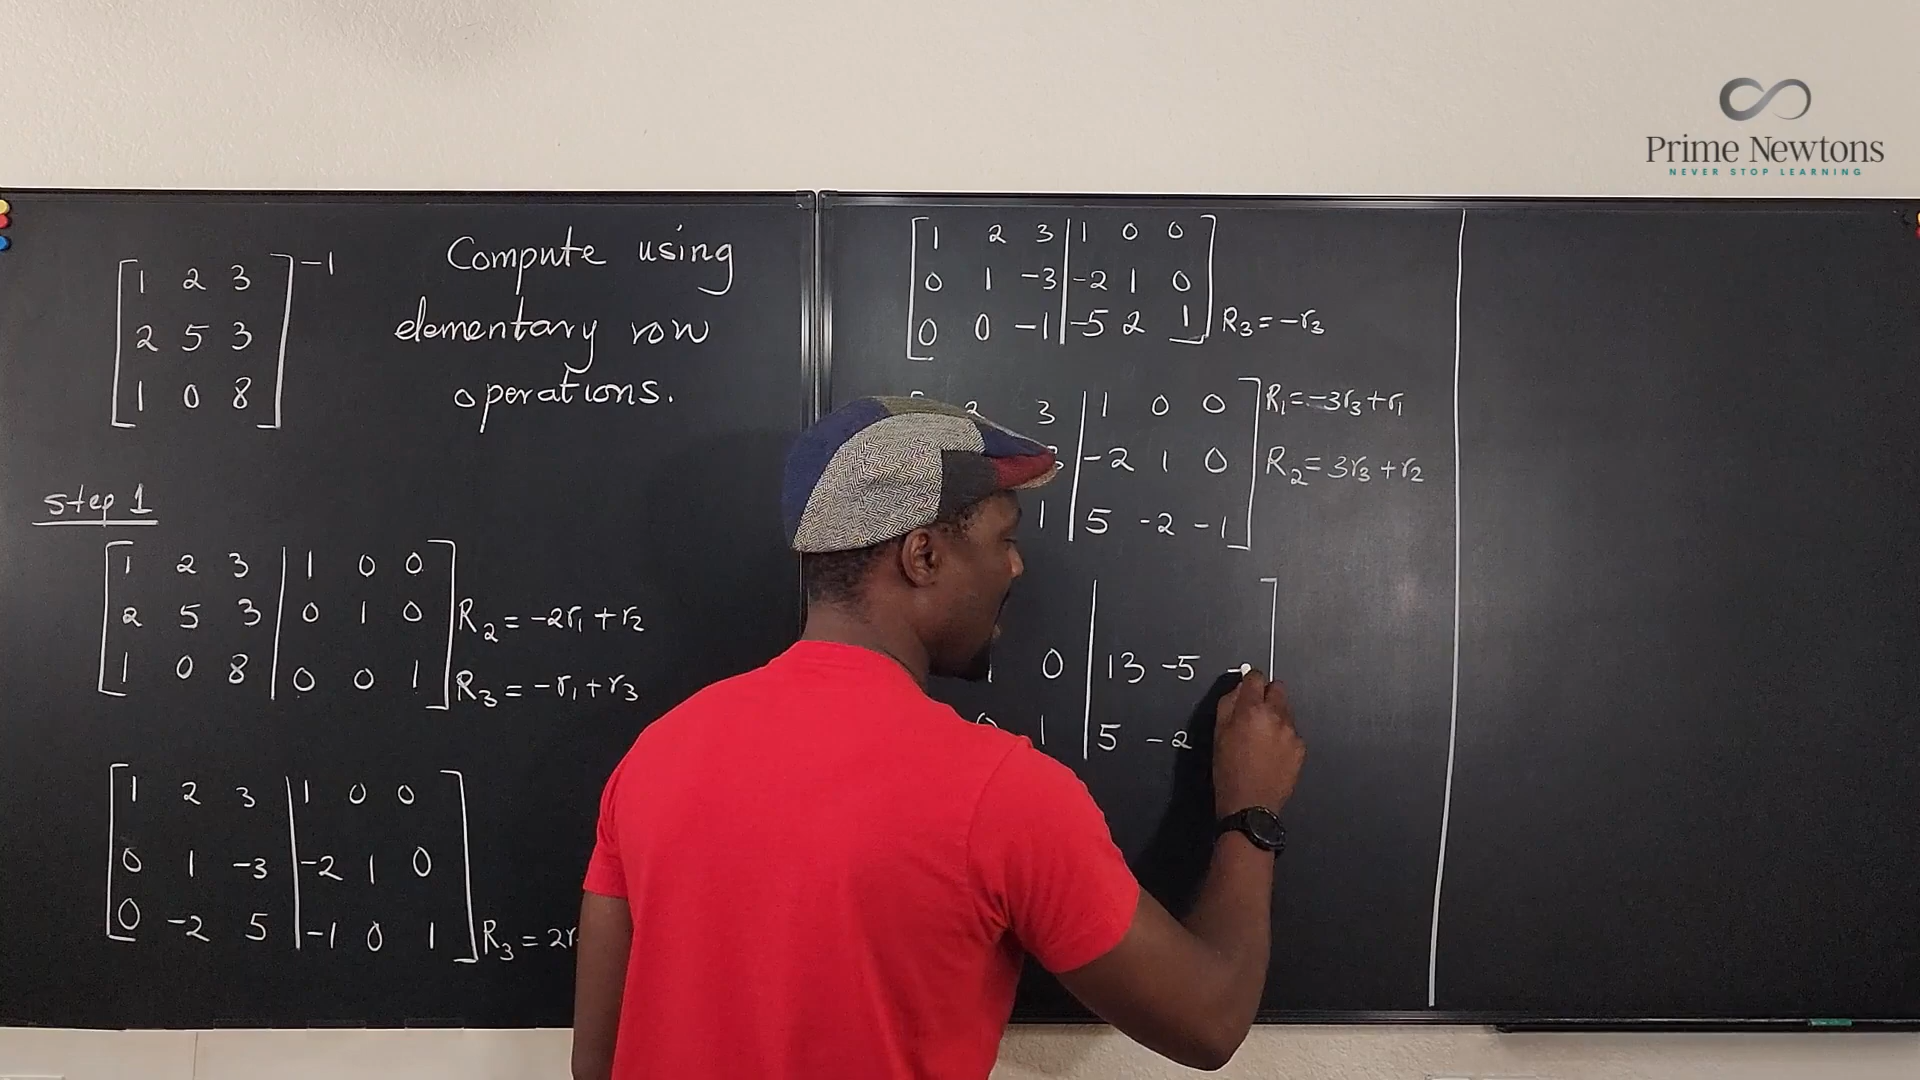 Prime Newtons
NEVER STOP LEARNING
[1 2 3]⁻¹
[2 5 3]
[1 0 8]
Compute using
elementary row
operations.
step 1
[1 2 3 | 1 0 0]
[2 5 3 | 0 1 0] R₂ = -2r₁ + r₂
[1 0 8 | 0 0 1] R₃ = -r₁ + r₃
[1 2 3 | 1 0 0]
[0 1 -3 | -2 1 0]
[0 -2 5 | -1 0 1] R₃ = 2r
[1 2 3 | 1 0 0]
[0 1 -3 | -2 1 0]
[0 0 -1 | -5 2 1] R₃ = -r₃
3 | 1 0 0] R₁ = -3r₃ + r₁
| -2 1 0] R₂ = 3r₃ + r₂
1 | 5 -2 -1]
0 | 13 -5 -
1 | 5 -2